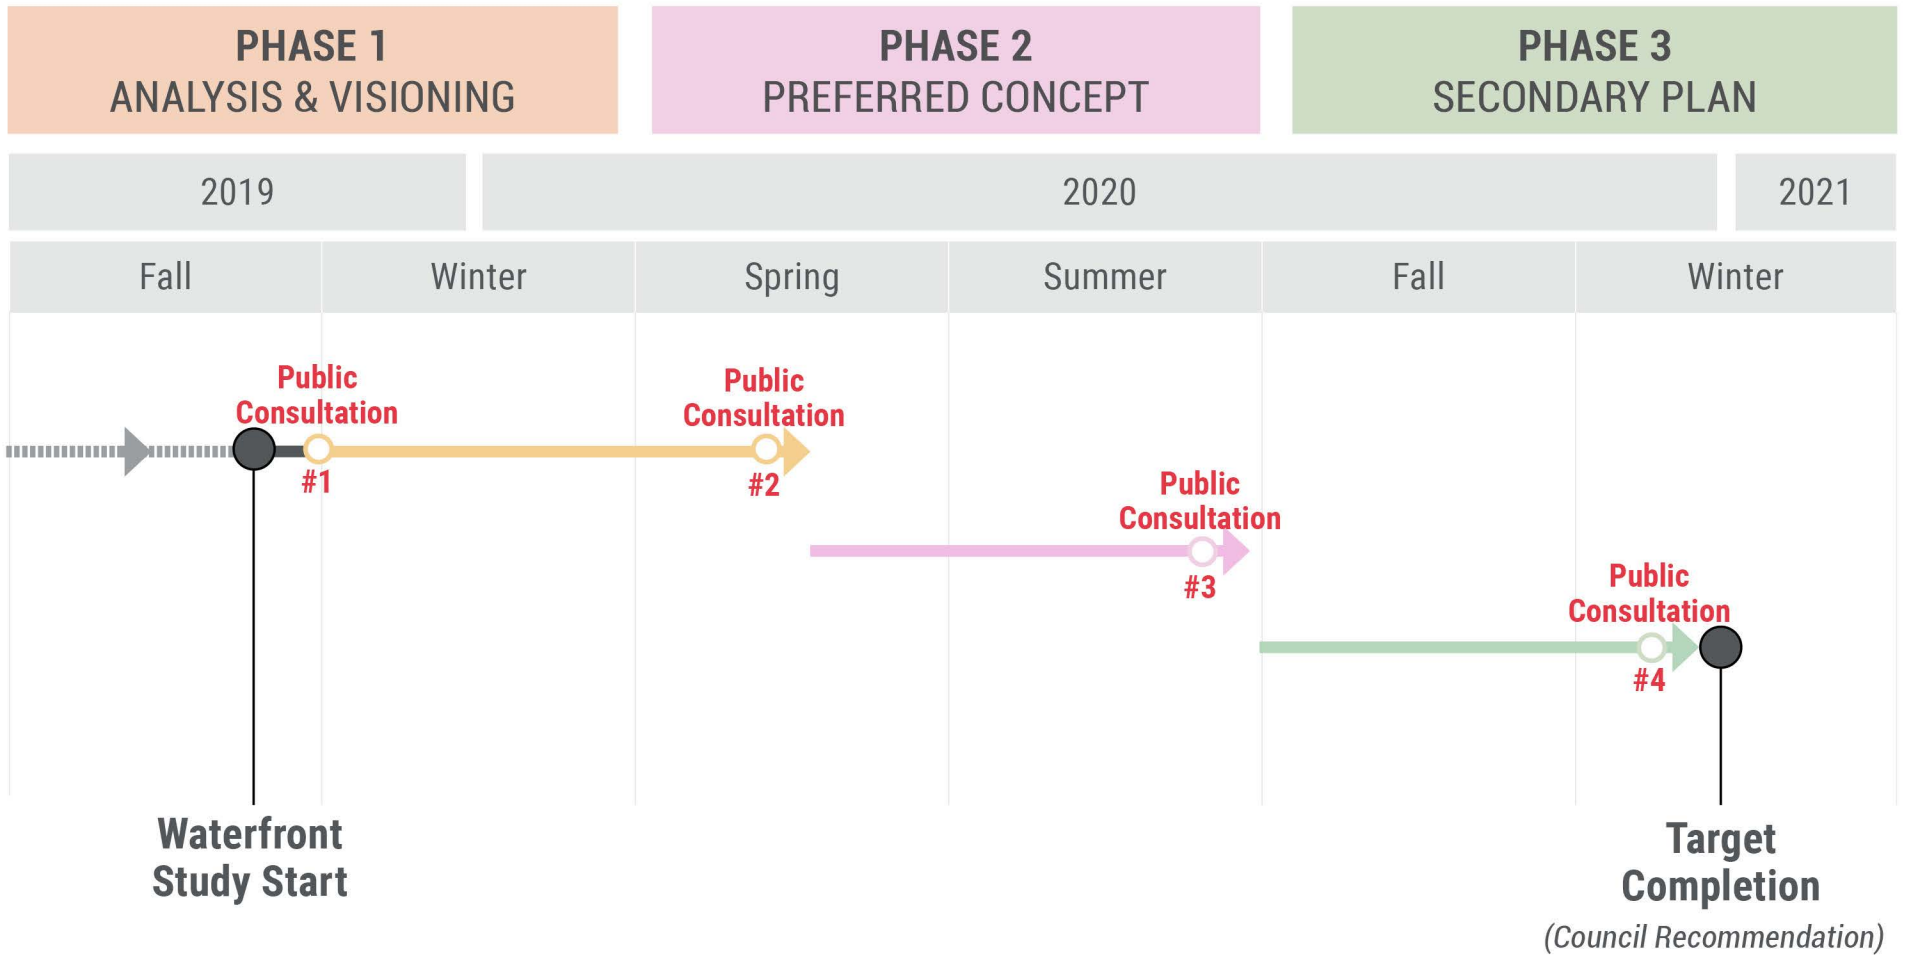 PHASE 1
ANALYSIS & VISIONING
PHASE 2
PREFERRED CONCEPT
PHASE 3
SECONDARY PLAN
2019
2020
2021
Fall
Winter
Spring
Summer
Fall
Winter
Public
Consultation
#1
Public
Consultation
#2
Public
Consultation
#3
Public
Consultation
#4
Waterfront
Study Start
Target
Completion
(Council Recommendation)